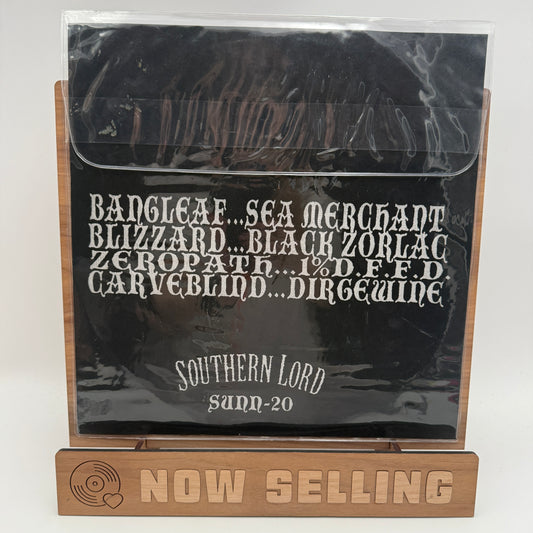 BANGLEAF...SEA MERCHANT
BLIZZARD...BLACK ZORLAC
ZEROPATH...1%D.F.F.D.
CARVEBLIND...DIRGEWINE
SOUTHERN LORD
SUNN-20
NOW SELLING